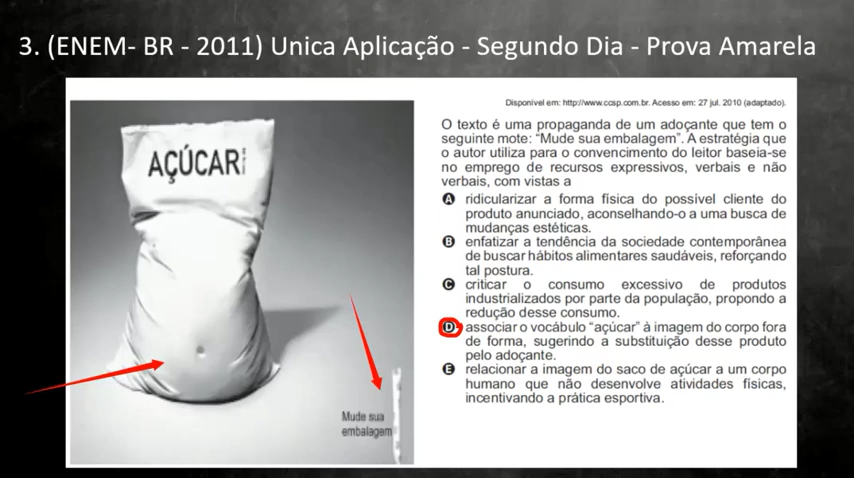 3. (ENEM- BR - 2011) Unica Aplicação - Segundo Dia - Prova Amarela
AÇÚCAR
Mude sua
embalagem
Disponível em: http://www.ccsp.com.br. Acesso em: 27 jul. 2010 (adaptado).
O texto é uma propaganda de um adoçante que tem o
seguinte mote: “Mude sua embalagem”. A estratégia que
o autor utiliza para o convencimento do leitor baseia-se
no emprego de recursos expressivos, verbais e não
verbais, com vistas a
A ridicularizar a forma física do possível cliente do
produto anunciado, aconselhando-o a uma busca de
mudanças estéticas.
B enfatizar a tendência da sociedade contemporânea
de buscar hábitos alimentares saudáveis, reforçando
tal postura.
C criticar o consumo excessivo de produtos
industrializados por parte da população, propondo a
redução desse consumo.
D associar o vocábulo “açúcar” à imagem do corpo fora
de forma, sugerindo a substituição desse produto
pelo adoçante.
E relacionar a imagem do saco de açúcar a um corpo
humano que não desenvolve atividades físicas,
incentivando a prática esportiva.